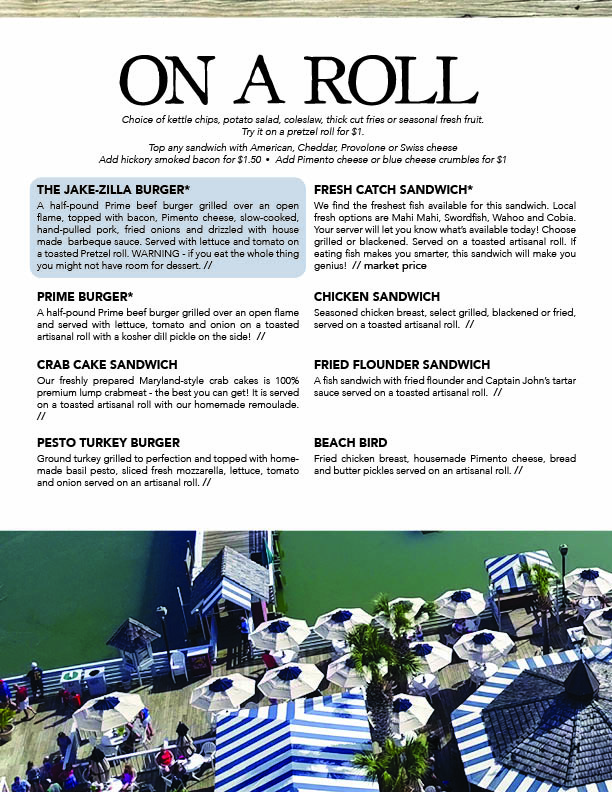 ON A ROLL
Choice of kettle chips, potato salad, coleslaw, thick cut fries or seasonal fresh fruit.
Try it on a pretzel roll for $1.
Top any sandwich with American, Cheddar, Provolone or Swiss cheese
Add hickory smoked bacon for $1.50 • Add Pimento cheese or blue cheese crumbles for $1
THE JAKE-ZILLA BURGER*
A half-pound Prime beef burger grilled over an open
flame, topped with bacon, Pimento cheese, slow-cooked,
hand-pulled pork, fried onions and drizzled with house
made barbeque sauce. Served with lettuce and tomato on
a toasted Pretzel roll. WARNING - if you eat the whole thing
you might not have room for dessert. //
PRIME BURGER*
A half-pound Prime beef burger grilled over an open flame
and served with lettuce, tomato and onion on a toasted
artisanal roll with a kosher dill pickle on the side! //
CRAB CAKE SANDWICH
Our freshly prepared Maryland-style crab cakes is 100%
premium lump crabmeat - the best you can get! It is served
on a toasted artisanal roll with our homemade remoulade.
//
PESTO TURKEY BURGER
Ground turkey grilled to perfection and topped with home-
made basil pesto, sliced fresh mozzarella, lettuce, tomato
and onion served on an artisanal roll. //
FRESH CATCH SANDWICH*
We find the freshest fish available for this sandwich. Local
fresh options are Mahi Mahi, Swordfish, Wahoo and Cobia.
Your server will let you know what's available today! Choose
grilled or blackened. Served on a toasted artisanal roll. If
eating fish makes you smarter, this sandwich will make you
genius! // market price
CHICKEN SANDWICH
Seasoned chicken breast, select grilled, blackened or fried,
served on a toasted artisanal roll. //
FRIED FLOUNDER SANDWICH
A fish sandwich with fried flounder and Captain John's tartar
sauce served on a toasted artisanal roll. //
BEACH BIRD
Fried chicken breast, housemade Pimento cheese, bread
and butter pickles served on an artisanal roll. //